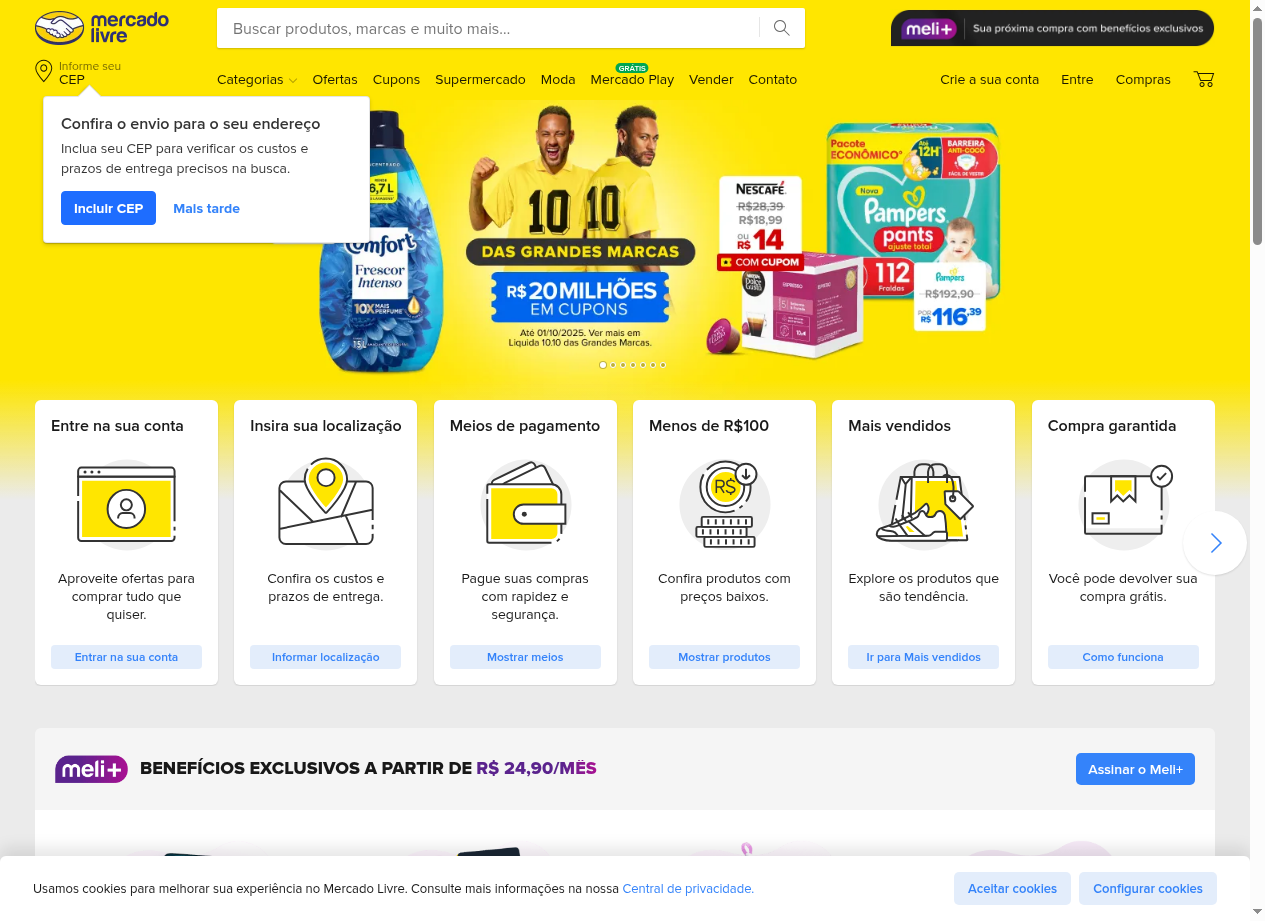 mercado
livre
Buscar produtos, marcas e muito mais...
meli+ Sua próxima compra com benefícios exclusivos
Informe seu
CEP
Categorias
Ofertas
Cupons
Supermercado
Moda
GRÁTIS
Mercado Play
Vender
Contato
Crie a sua conta
Entre
Compras
Confira o envio para o seu endereço
Inclua seu CEP para verificar os custos e
prazos de entrega precisos na busca.
Incluir CEP
Mais tarde
6,7 L
Comfort
Frescor
Intenso
10X MAIS
PERFUME
1,5L
10 10
DAS GRANDES MARCAS
R$ 20 MILHÕES
EM CUPONS
Até 01/10/2025. Ver mais em
Liquida 10.10 das Grandes Marcas.
NESCAFÉ
R$28,39
R$18,99
OU
R$ 14
COM CUPOM
NESCAFÉ
Dolce
Gusto
ESPRESSO
Pacote
ECONÔMICO*
Até
12H*
BARREIRA
ANTI-COCÔ
FÁCIL DE VESTIR
Nova
Pampers
pants
ajuste total
112
Fraldas
Pampers
R$192,90
POR
R$ 116,39
Entre na sua conta
Aproveite ofertas para
comprar tudo que
quiser.
Entrar na sua conta
Insira sua localização
Confira os custos e
prazos de entrega.
Informar localização
Meios de pagamento
Pague suas compras
com rapidez e
segurança.
Mostrar meios
Menos de R$100
R$
Confira produtos com
preços baixos.
Mostrar produtos
Mais vendidos
Explore os produtos que
são tendência.
Ir para Mais vendidos
Compra garantida
Você pode devolver sua
compra grátis.
Como funciona
meli+ BENEFÍCIOS EXCLUSIVOS A PARTIR DE R$ 24,90/MÊS
Assinar o Meli+
Usamos cookies para melhorar sua experiência no Mercado Livre. Consulte mais informações na nossa Central de privacidade.
Aceitar cookies
Configurar cookies